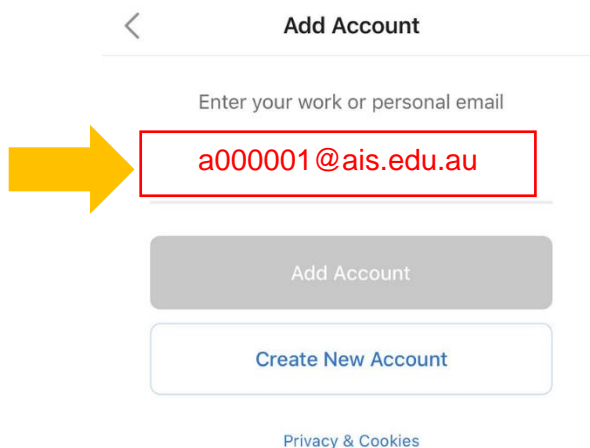 Add Account
Enter your work or personal email
a000001@ais.edu.au
Add Account
Create New Account
Privacy & Cookies